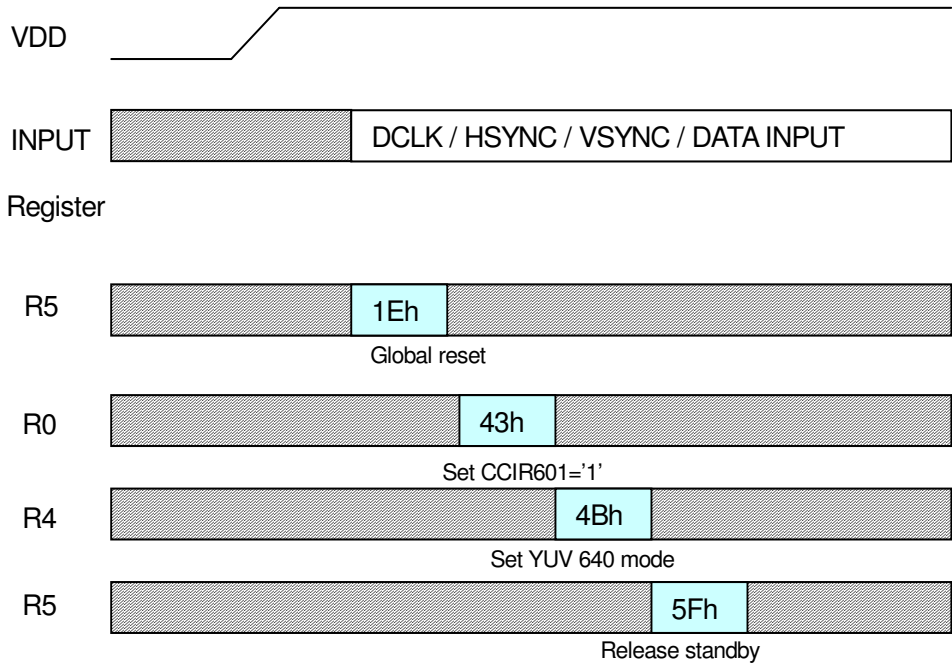 VDD
INPUT DCLK / HSYNC / VSYNC / DATA INPUT
Register
R5 1Eh
Global reset
R0 43h
Set CCIR601='1'
R4 4Bh
Set YUV 640 mode
R5 5Fh
Release standby